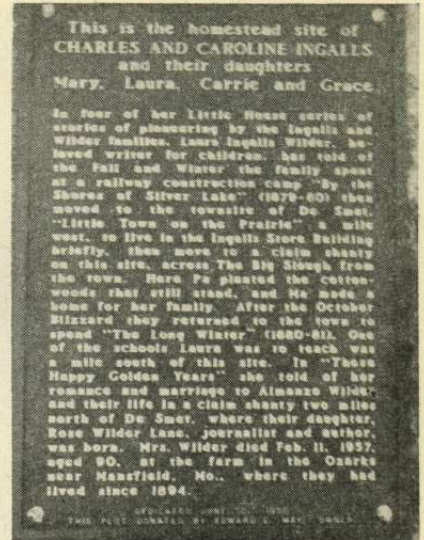 This is the homestead site of
CHARLES AND CAROLINE INGALLS
and their daughters
Mary, Laura, Carrie and Grace.
In four of her Little House series of
stories of pioneering by the Ingalls and
Wilder families, Laura Ingalls Wilder, be-
loved writer for children, has told of
the Fall and Winter the family spent
at a railway construction camp "By the
Shores of Silver Lake" (1879-80) then
moved to the townsite of De Smet,
"Little Town on the Prairie" a mile
west, to live in the Ingalls Store Building
briefly, then move to a claim shanty
on this site, across The Big Slough from
the town. Here Pa planted the cotton-
woods that still stand, and Ma made a
home for her family. After the October
Blizzard they returned to the town to
spend "The Long Winter" (1880-81). One
of the schools Laura was to teach was
a mile south of this site. In "These
Happy Golden Years" she told of her
romance and marriage to Almanzo Wilder
and their life in a claim shanty two miles
north of De Smet, where their daughter,
Rose Wilder Lane, journalist and author
was born. Mrs. Wilder died Feb. 11, 1957,
aged 90, at the farm in the Ozarks
near Mansfield, Mo., where they had
lived since 1894.
DEDICATED JUNE
THIS PLOT DONATED BY EDWARD